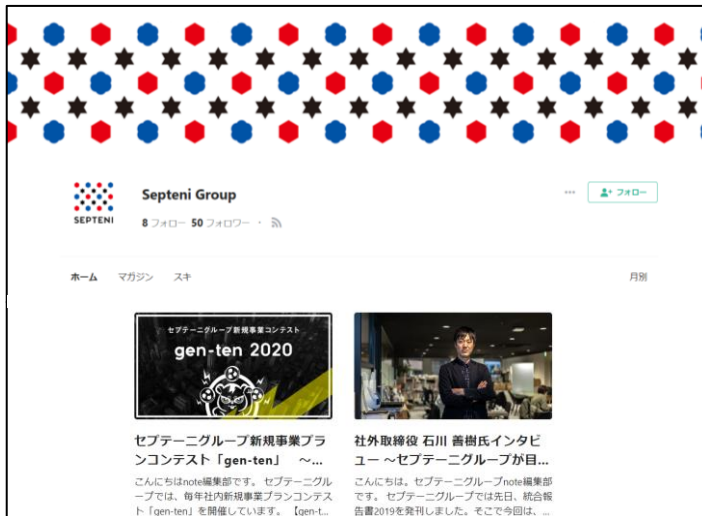 Septeni Group
SEPTENI
8 フォロー 50 フォロワー ・
フォロー
ホーム マガジン スキ 月別
セプテーニグループ新規事業コンテスト
gen-ten 2020
セプテーニグループ新規事業プラ
ンコンテスト「gen-ten」 ～...
こんにちはnote編集部です。 セプテーニグル
ープでは、毎年社内新規事業プランコンテス
ト「gen-ten」を開催しています。 【gen-t...
社外取締役 石川 善樹氏インタビ
ュー ～セプテーニグループが目...
こんにちは。セプテーニグループnote編集部
です。 セプテーニグループでは先日、統合報
告書2019を発刊しました。そこで今回は、...